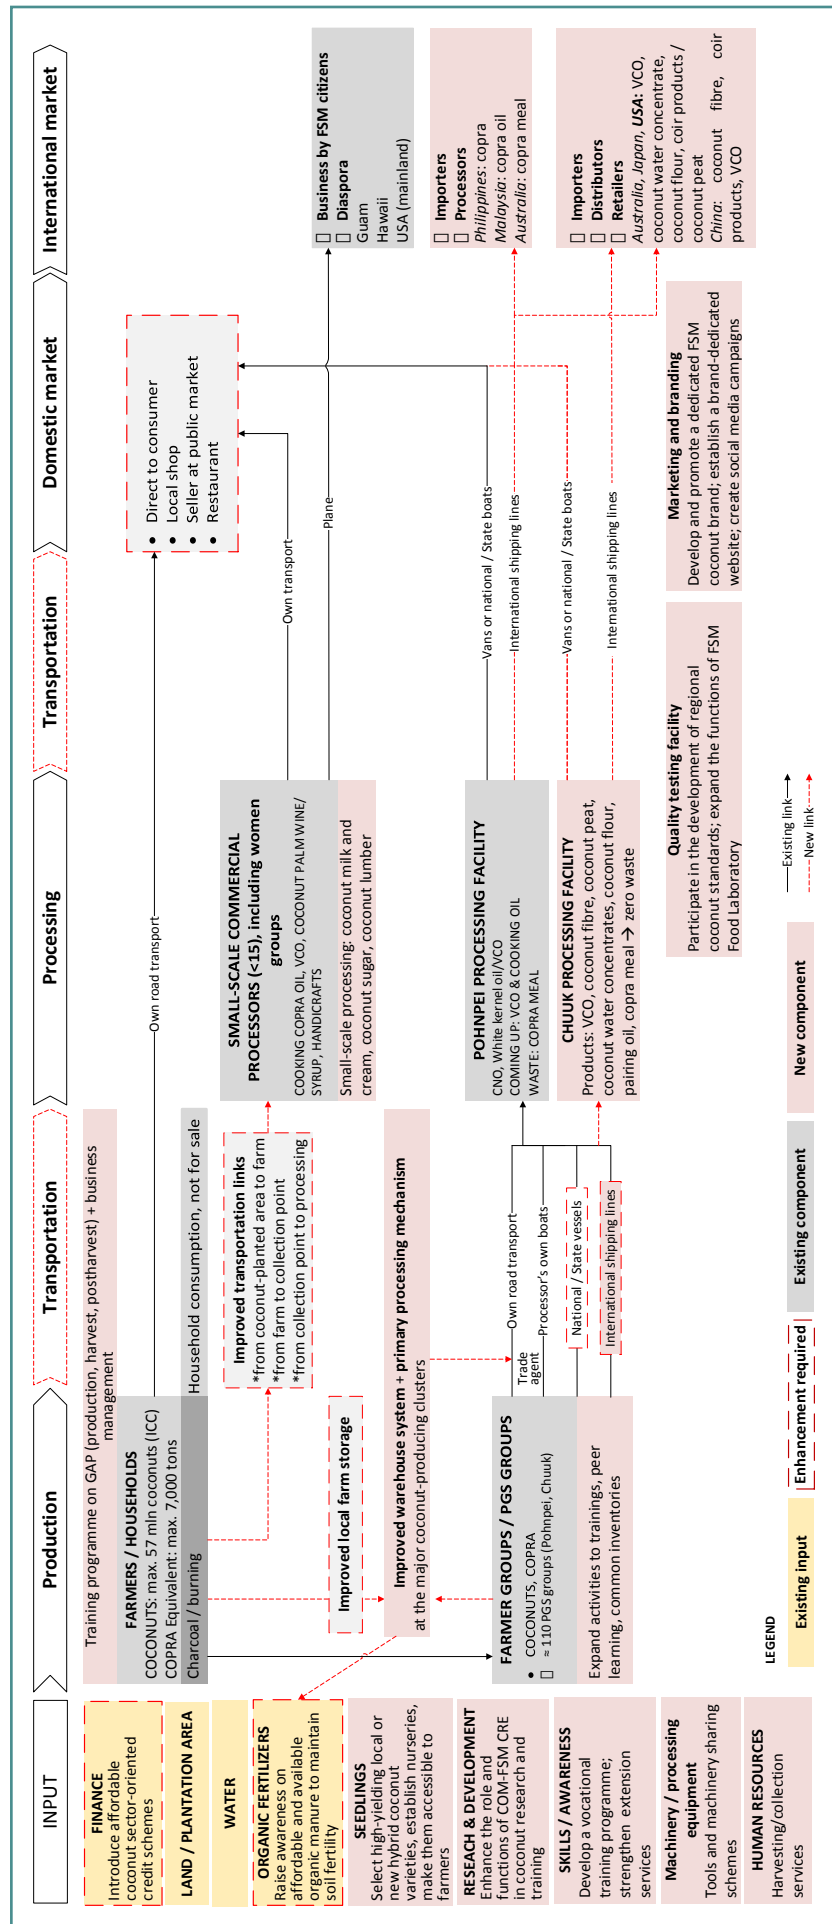 INPUT
Production
Transportation
Processing
Transportation
Domestic market
International market
FINANCE
Introduce affordable
coconut sector-oriented
credit schemes
LAND / PLANTATION AREA
WATER
ORGANIC FERTILIZERS
Raise awareness on
affordable and available
organic manure to maintain
soil fertility
SEEDLINGS
Select high-yielding local or
new hybrid coconut
varieties, establish nurseries,
make them accessible to
farmers
RESEACH & DEVELOPMENT
Enhance the role and
functions of COM-FSM CRE
in coconut research and
training
SKILLS / AWARENESS
Develop a vocational
training programme;
strengthen extension
services
Machinery / processing
equipment
Tools and machinery sharing
schemes
HUMAN RESOURCES
Harvesting/collection
services
Training programme on GAP (production, harvest, postharvest) + business
management
FARMERS / HOUSEHOLDS
COCONUTS: max. 57 mln coconuts (ICC)
COPRA Equivalent: max. 7,000 tons
Charcoal / burning
Household consumption, not for sale
Improved transportation links
*from coconut-planted area to farm
*from farm to collection point
*from collection point to processing
Improved local farm storage
Improved warehouse system + primary processing mechanism
at the major coconut-producing clusters
FARMER GROUPS / PGS GROUPS
• COCONUTS, COPRA
≈ 110 PGS groups (Pohnpei, Chuuk)
Expand activities to trainings, peer
learning, common inventories
Trade
agent
Own road transport
Processor's own boats
National / State vessels
International shipping lines
Own road transport
SMALL-SCALE COMMERCIAL
PROCESSORS (<15), including women
groups
COOKING COPRA OIL, VCO, COCONUT PALM WINE/
SYRUP, HANDICRAFTS
Small-scale processing: coconut milk and
cream, coconut sugar, coconut lumber
POHNPEI PROCESSING FACILITY
CNO, White kernel oil/VCO
COMING UP: VCO & COOKING OIL
WASTE: COPRA MEAL
CHUUK PROCESSING FACILITY
Products: VCO, coconut fibre, coconut peat,
coconut water concentrates, coconut flour,
pairing oil, copra meal → zero waste
Own transport
Plane
Vans or national / State boats
International shipping lines
Vans or national / State boats
International shipping lines
• Direct to consumer
• Local shop
• Seller at public market
• Restaurant
Business by FSM citizens
Diaspora
Guam
Hawaii
USA (mainland)
Importers
Processors
Philippines: copra
Malaysia: copra oil
Australia: copra meal
Importers
Distributors
Retailers
Australia, Japan, USA: VCO,
coconut water concentrate,
coconut flour, coir products /
coconut peat
China: coconut fibre, coir
products, VCO
Quality testing facility
Participate in the development of regional
coconut standards; expand the functions of FSM
Food Laboratory
Marketing and branding
Develop and promote a dedicated FSM
coconut brand; establish a brand-dedicated
website; create social media campaigns
LEGEND
Existing input
Enhancement required
Existing component
New component
Existing link
New link